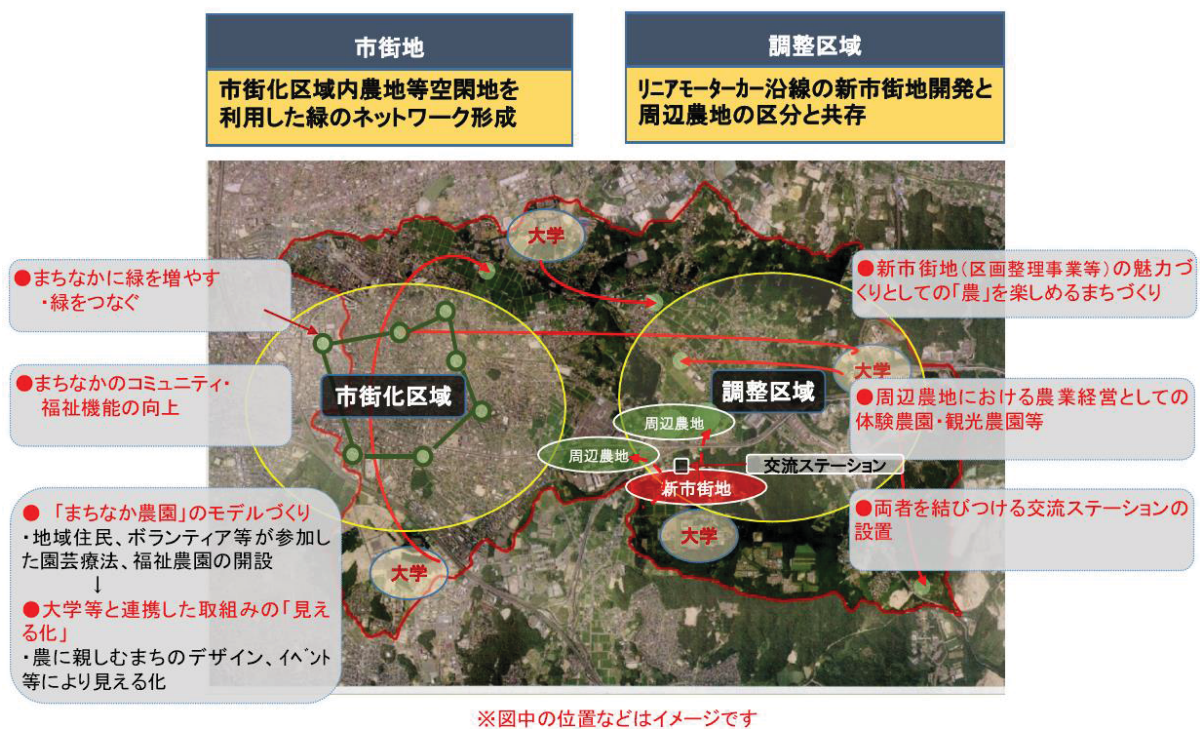 市街地
市街化区域内農地等空閑地を
利用した緑のネットワーク形成
調整区域
リニアモーターカー沿線の新市街地開発と
周辺農地の区分と共存
●まちなかに緑を増やす
・緑をつなぐ
●まちなかのコミュニティ・
福祉機能の向上
● 「まちなか農園」のモデルづくり
・地域住民、ボランティア等が参加し
た園芸療法、福祉農園の開設
↓
●大学等と連携した取組みの「見え
る化」
・農に親しむまちのデザイン、イベント
等により見える化
大学
市街化区域
大学
調整区域
大学
周辺農地
周辺農地
交流ステーション
新市街地
大学
●新市街地(区画整理事業等)の魅力づ
くりとしての「農」を楽しめるまちづくり
●周辺農地における農業経営としての
体験農園・観光農園等
●両者を結びつける交流ステーションの
設置
※図中の位置などはイメージです